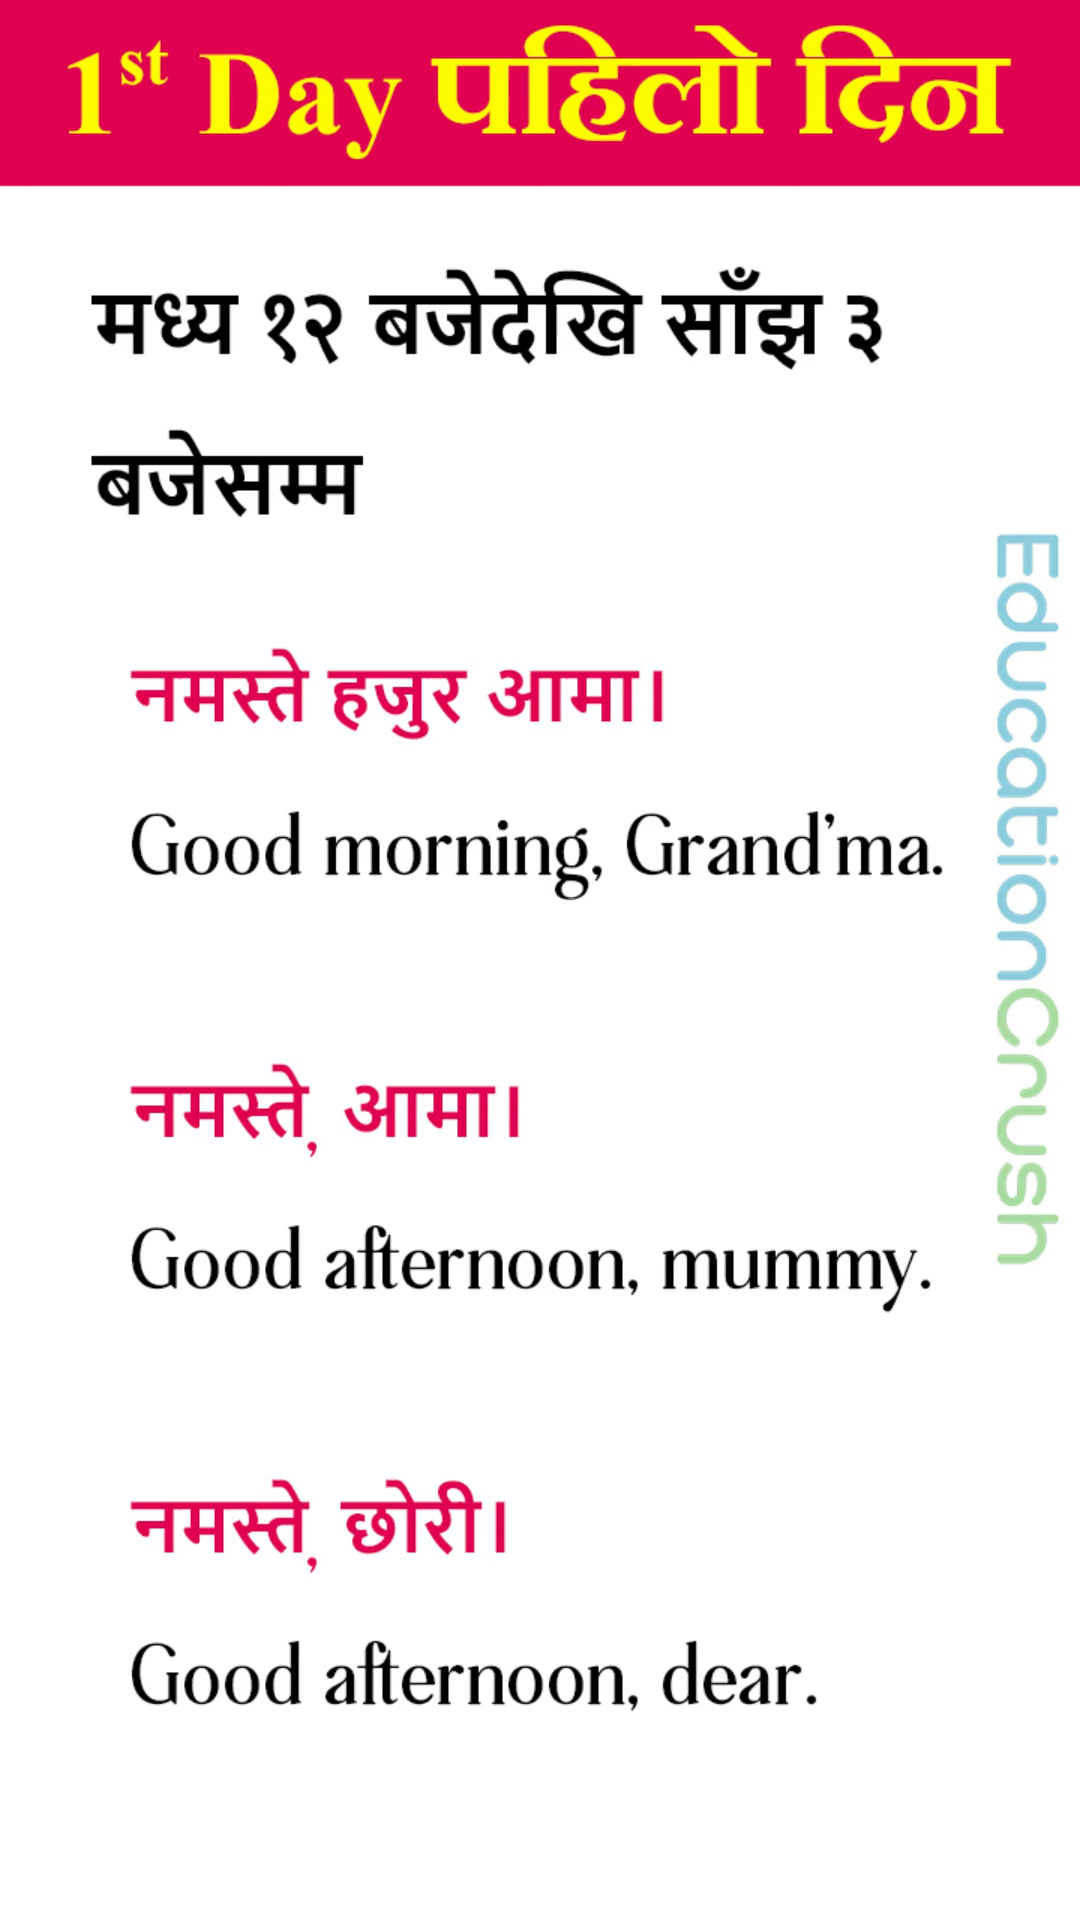 1st Day पहिलो दिन
मध्य १२ बजेदेखि साँझ ३
बजेसम्म
नमस्ते हजुर आमा।
Good morning, Grand’ma.
नमस्ते, आमा।
Good afternoon, mummy.
नमस्ते, छोरी।
Good afternoon, dear.
EducationCrush